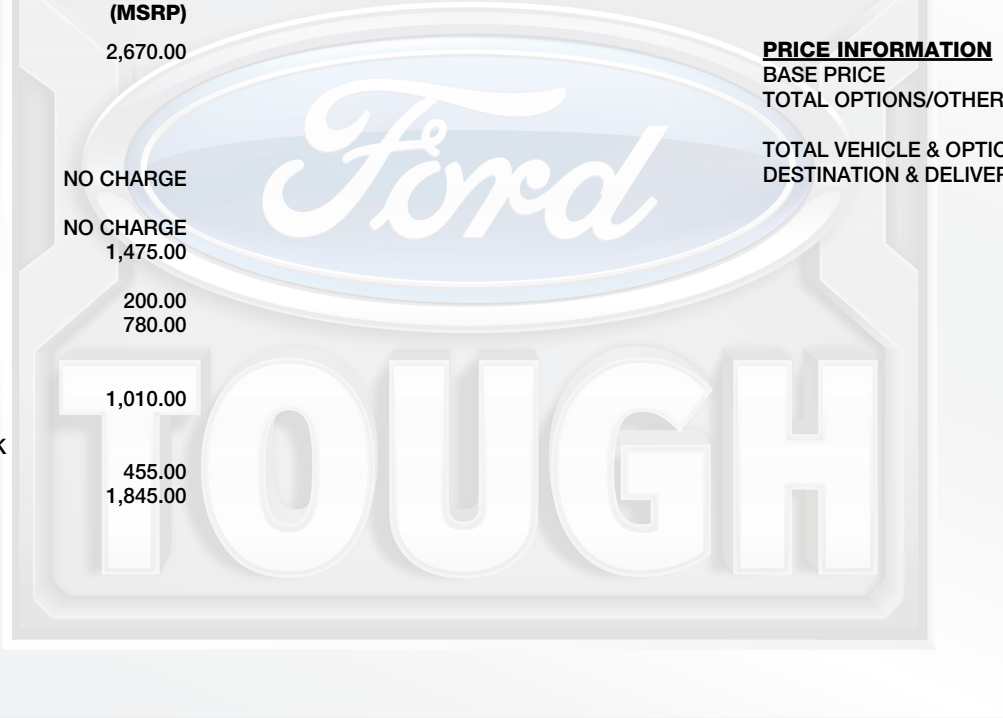 (MSRP)
2,670.00
NO CHARGE
NO CHARGE
1,475.00
200.00
780.00
1,010.00
K
455.00
1,845.00
PRICE INFORMATION
BASE PRICE
TOTAL OPTIONS/OTHER
TOTAL VEHICLE & OPTIO
DESTINATION & DELIVER
Ford
TOUGH